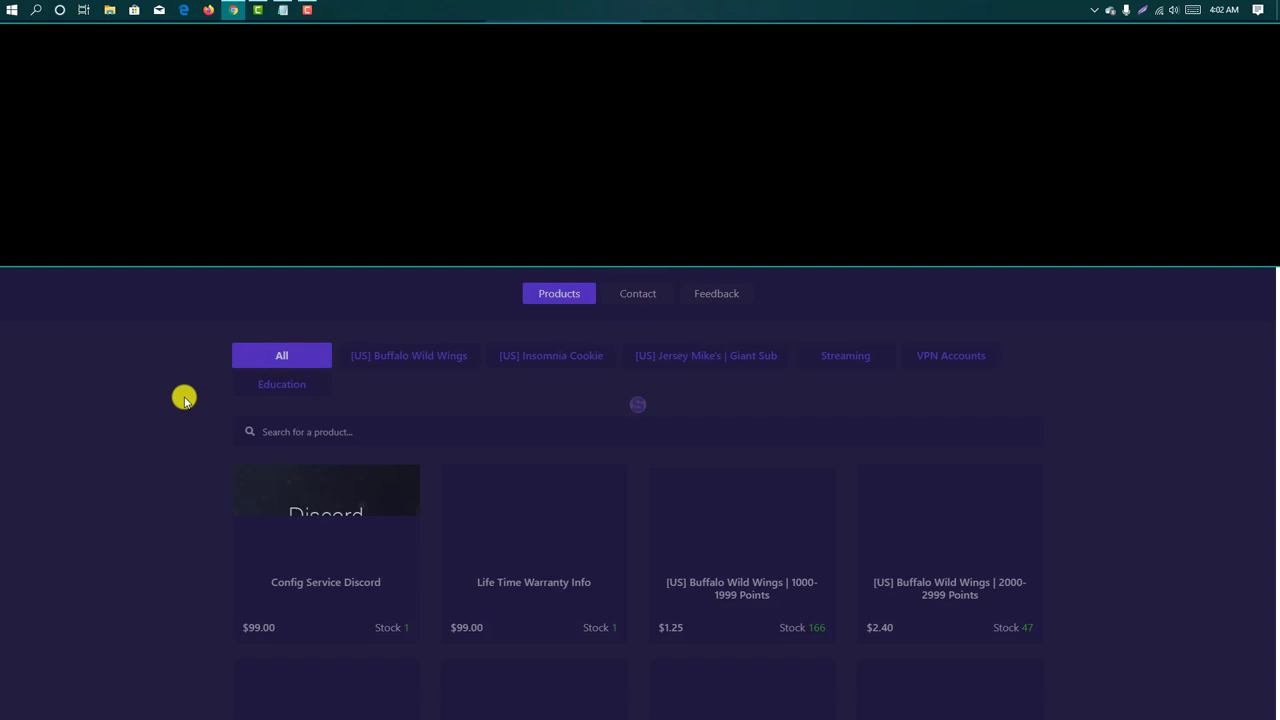 4:02 AM
Products Contact Feedback
All [US] Buffalo Wild Wings [US] Insomnia Cookie [US] Jersey Mike's | Giant Sub Streaming VPN Accounts
Education
Search for a product...
Discord
Config Service Discord
$99.00 Stock 1
Life Time Warranty Info
$99.00 Stock 1
[US] Buffalo Wild Wings | 1000-
1999 Points
$1.25 Stock 166
[US] Buffalo Wild Wings | 2000-
2999 Points
$2.40 Stock 47